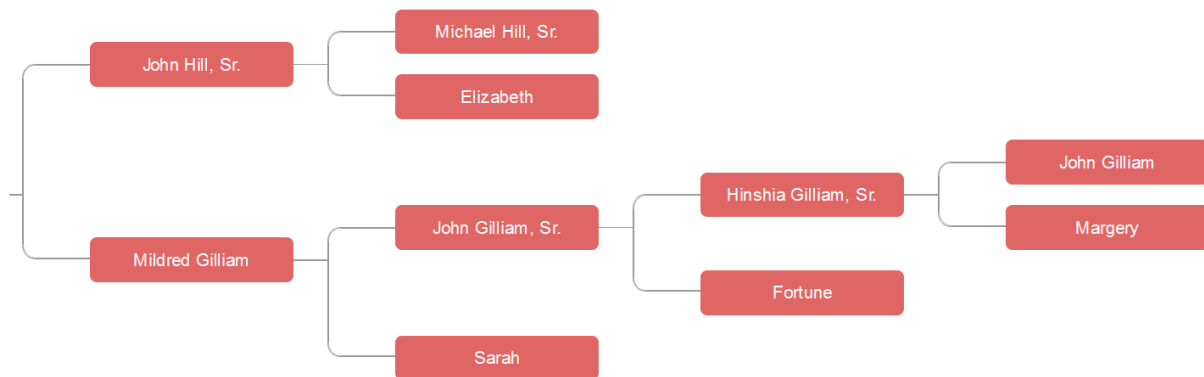 Michael Hill, Sr.
John Hill, Sr.
Elizabeth
John Gilliam
Hinshia Gilliam, Sr.
Margery
John Gilliam, Sr.
Mildred Gilliam
Fortune
Sarah